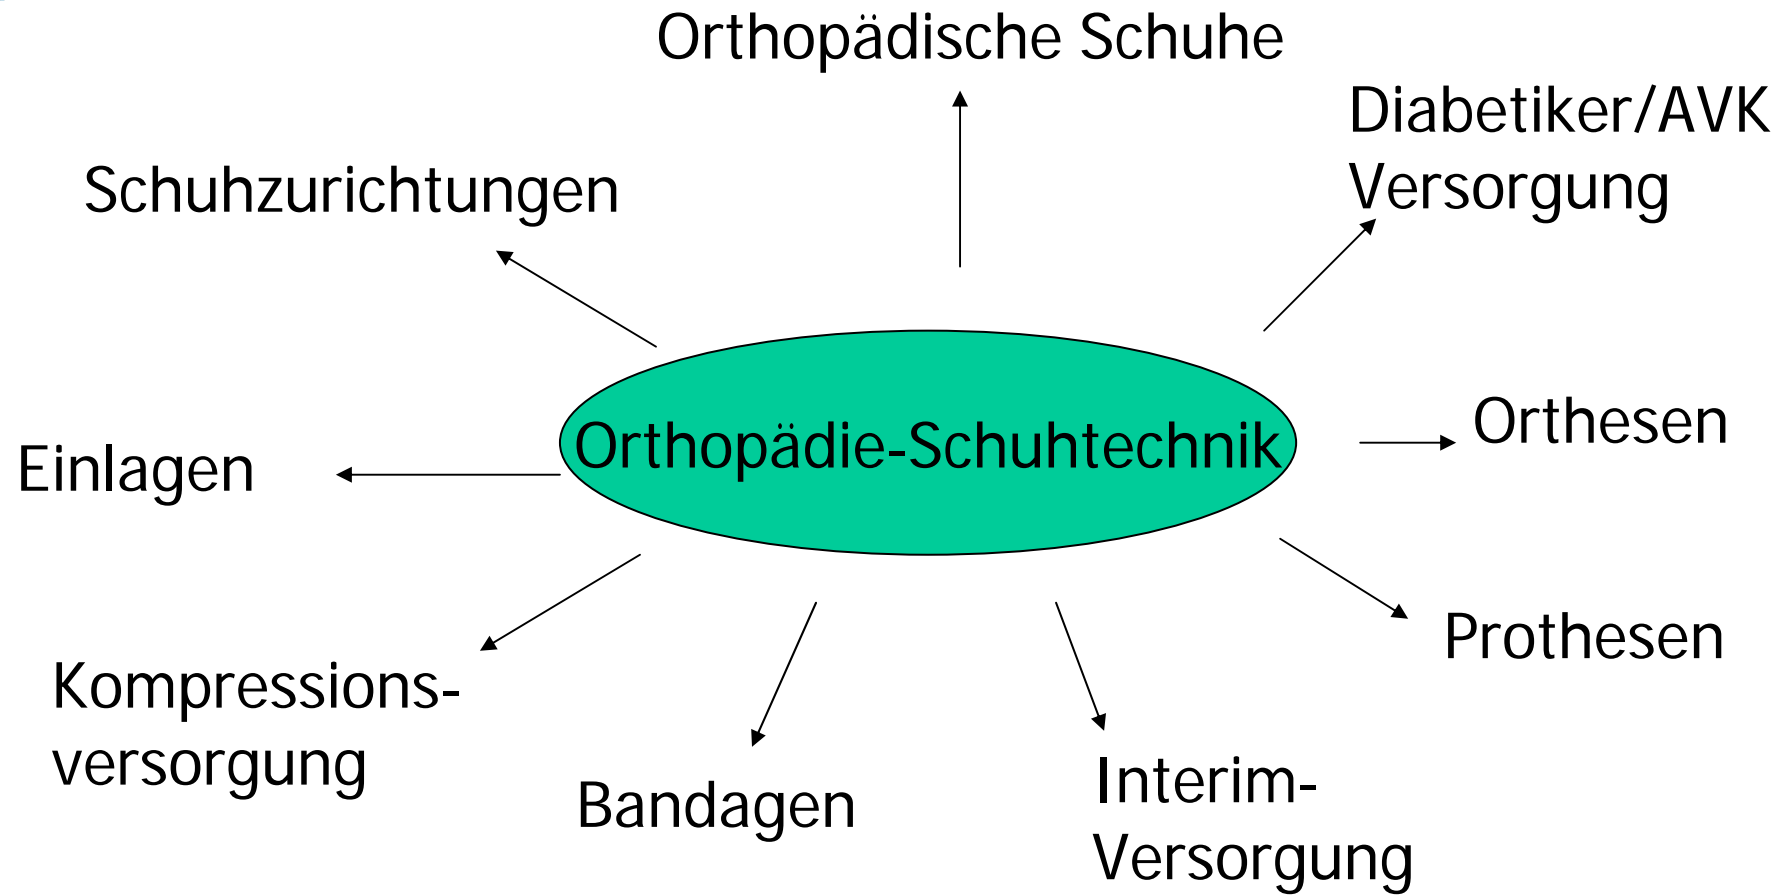 Orthopädische Schuhe
Diabetiker/AVK
Versorgung
Schuhzurichtungen
Orthesen
Orthopädie-Schuhtechnik
Einlagen
Prothesen
Kompressions-
versorgung
Bandagen
Interim-
Versorgung